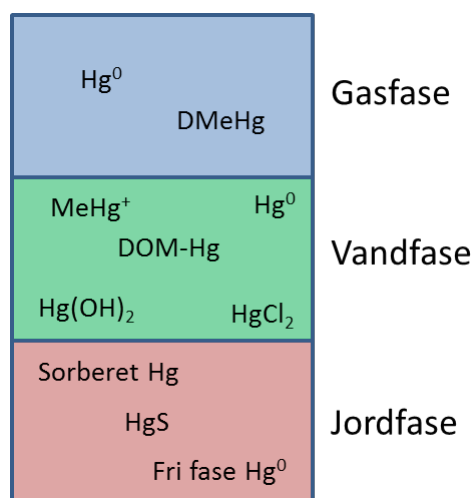 Hg⁰
DMeHg
Gasfase
MeHg⁺
Hg⁰
DOM-Hg
Vandfase
Hg(OH)₂
HgCl₂
Sorberet Hg
HgS
Jordfase
Fri fase Hg⁰